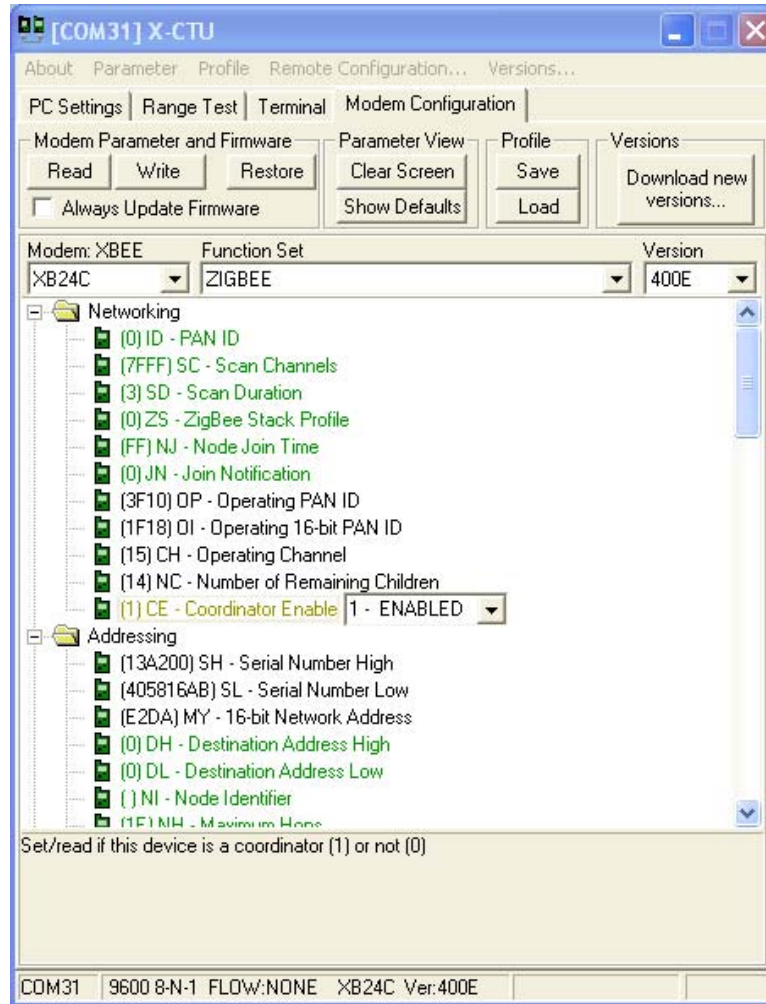 [COM31] X-CTU
About Parameter Profile Remote Configuration... Versions...
PC Settings Range Test Terminal Modem Configuration
Modem Parameter and Firmware Parameter View Profile Versions
Read Write Restore Clear Screen Save Download new versions...
Always Update Firmware Show Defaults Load
Modem: XBEE Function Set Version
XB24C ZIGBEE 400E
Networking
(0) ID - PAN ID
(7FFF) SC - Scan Channels
(3) SD - Scan Duration
(0) ZS - ZigBee Stack Profile
(FF) NJ - Node Join Time
(0) JN - Join Notification
(3F10) OP - Operating PAN ID
(1F18) OI - Operating 16-bit PAN ID
(15) CH - Operating Channel
(14) NC - Number of Remaining Children
(1) CE - Coordinator Enable 1 - ENABLED
Addressing
(13A200) SH - Serial Number High
(405816AB) SL - Serial Number Low
(E2DA) MY - 16-bit Network Address
(0) DH - Destination Address High
(0) DL - Destination Address Low
( ) NI - Node Identifier
(1E) NH - Maximum Hops
Set/read if this device is a coordinator (1) or not (0)
COM31 9600 8-N-1 FLOW:NONE XB24C Ver:400E